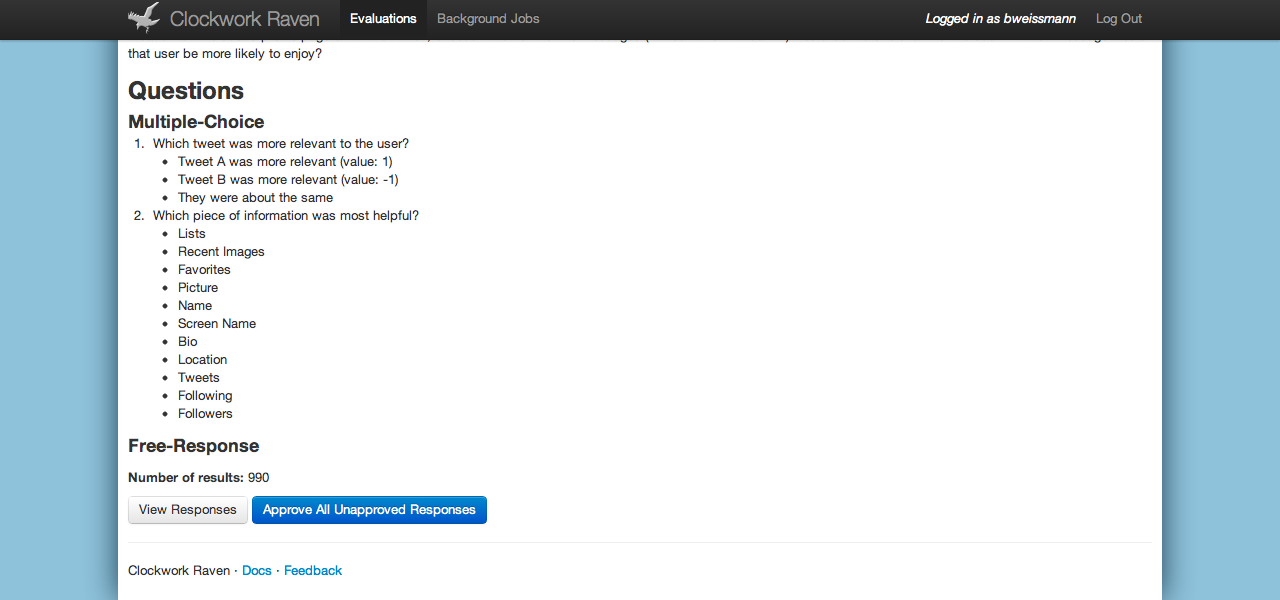 Clockwork Raven Evaluations Background Jobs Logged in as bweissmann Log Out
that user be more likely to enjoy?
Questions
Multiple-Choice
1. Which tweet was more relevant to the user?
• Tweet A was more relevant (value: 1)
• Tweet B was more relevant (value: -1)
• They were about the same
2. Which piece of information was most helpful?
• Lists
• Recent Images
• Favorites
• Picture
• Name
• Screen Name
• Bio
• Location
• Tweets
• Following
• Followers
Free-Response
Number of results: 990
View Responses Approve All Unapproved Responses
Clockwork Raven · Docs · Feedback